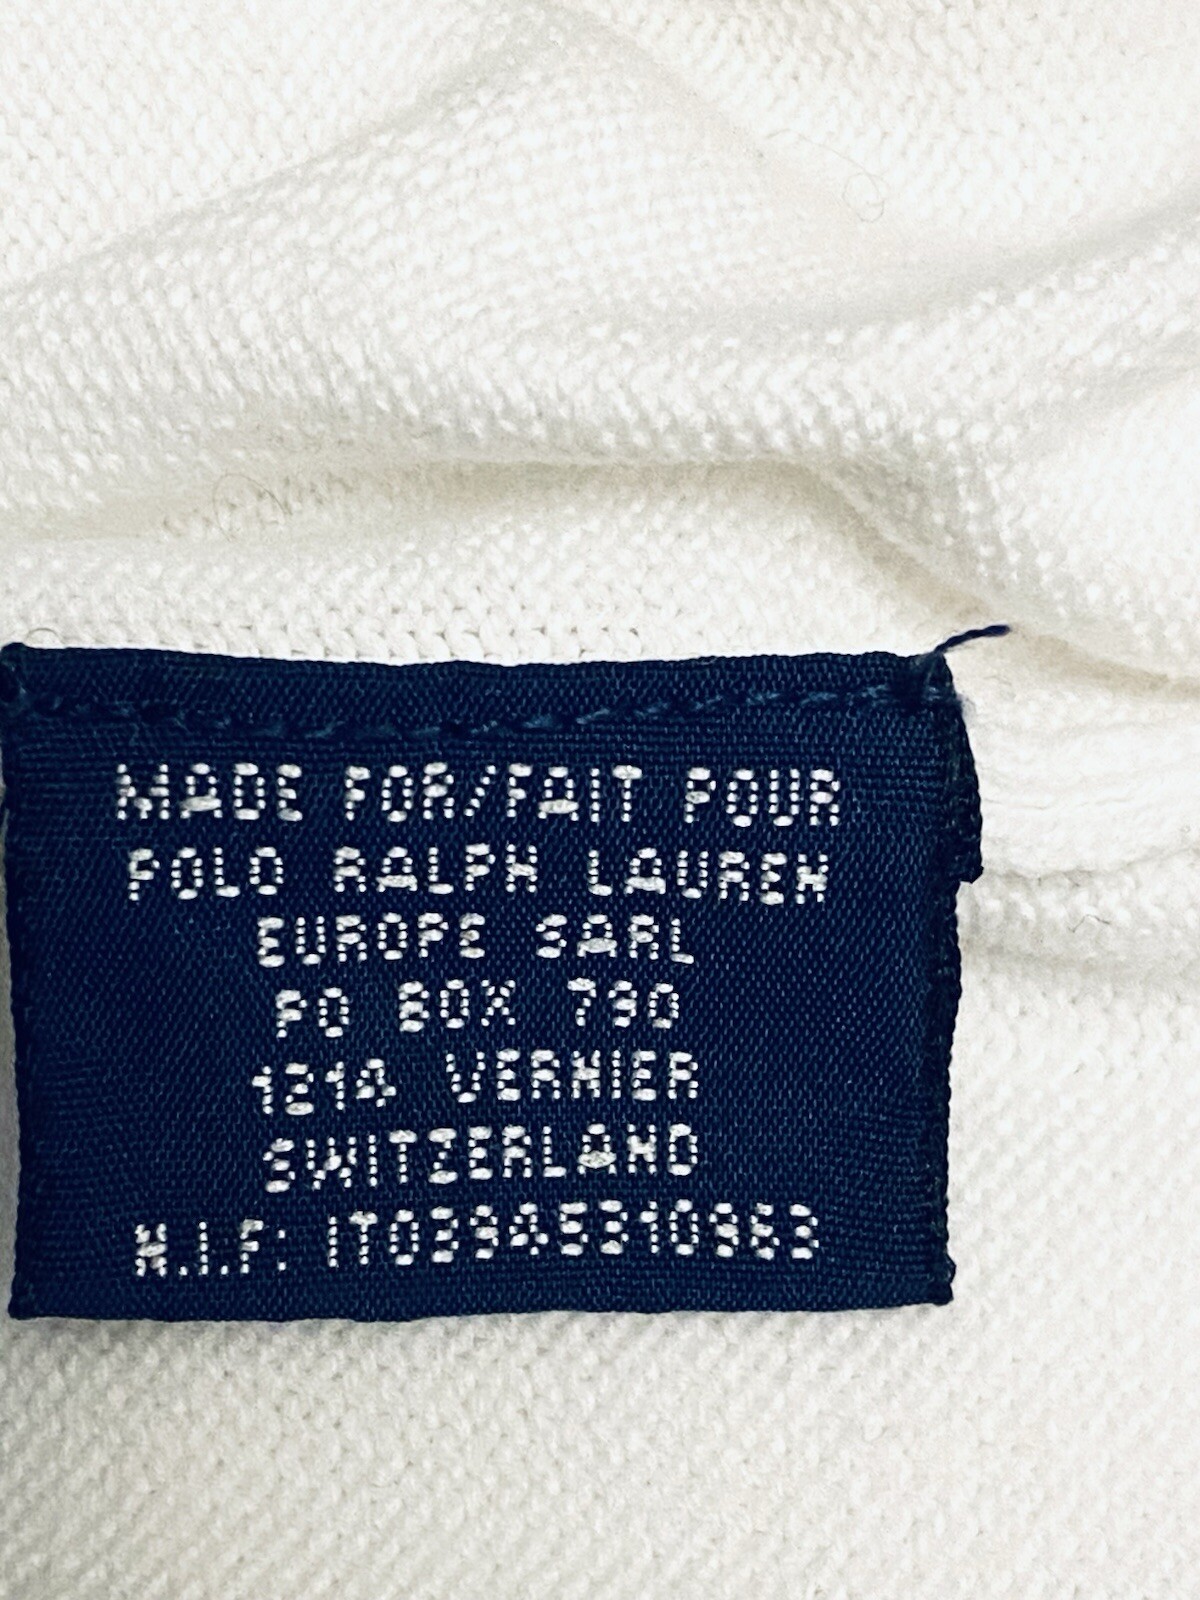 MADE FOR/FAIT POUR
POLO RALPH LAUREN
EUROPE SARL
PO BOX 790
1214 VERNIER
SWITZERLAND
N.I.F: IT03945310963